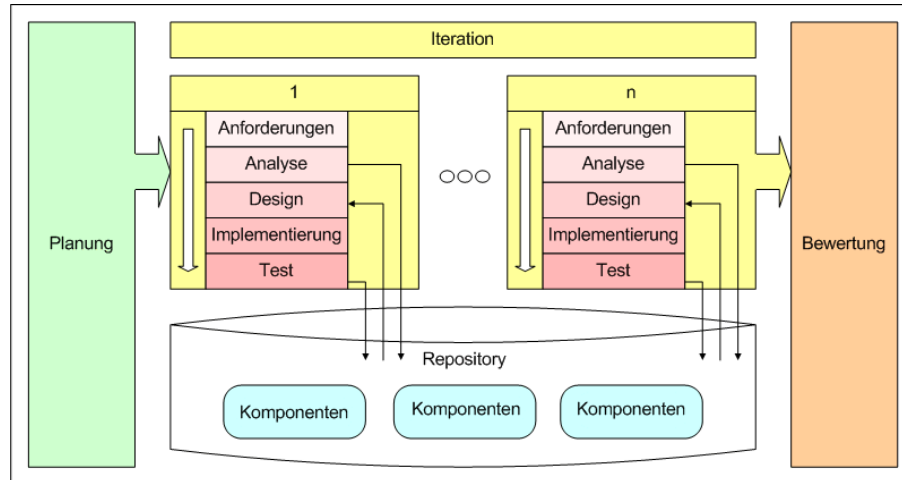 Iteration
Planung
1
Anforderungen
Analyse
Design
Implementierung
Test
n
Anforderungen
Analyse
Design
Implementierung
Test
Bewertung
Repository
Komponenten
Komponenten
Komponenten